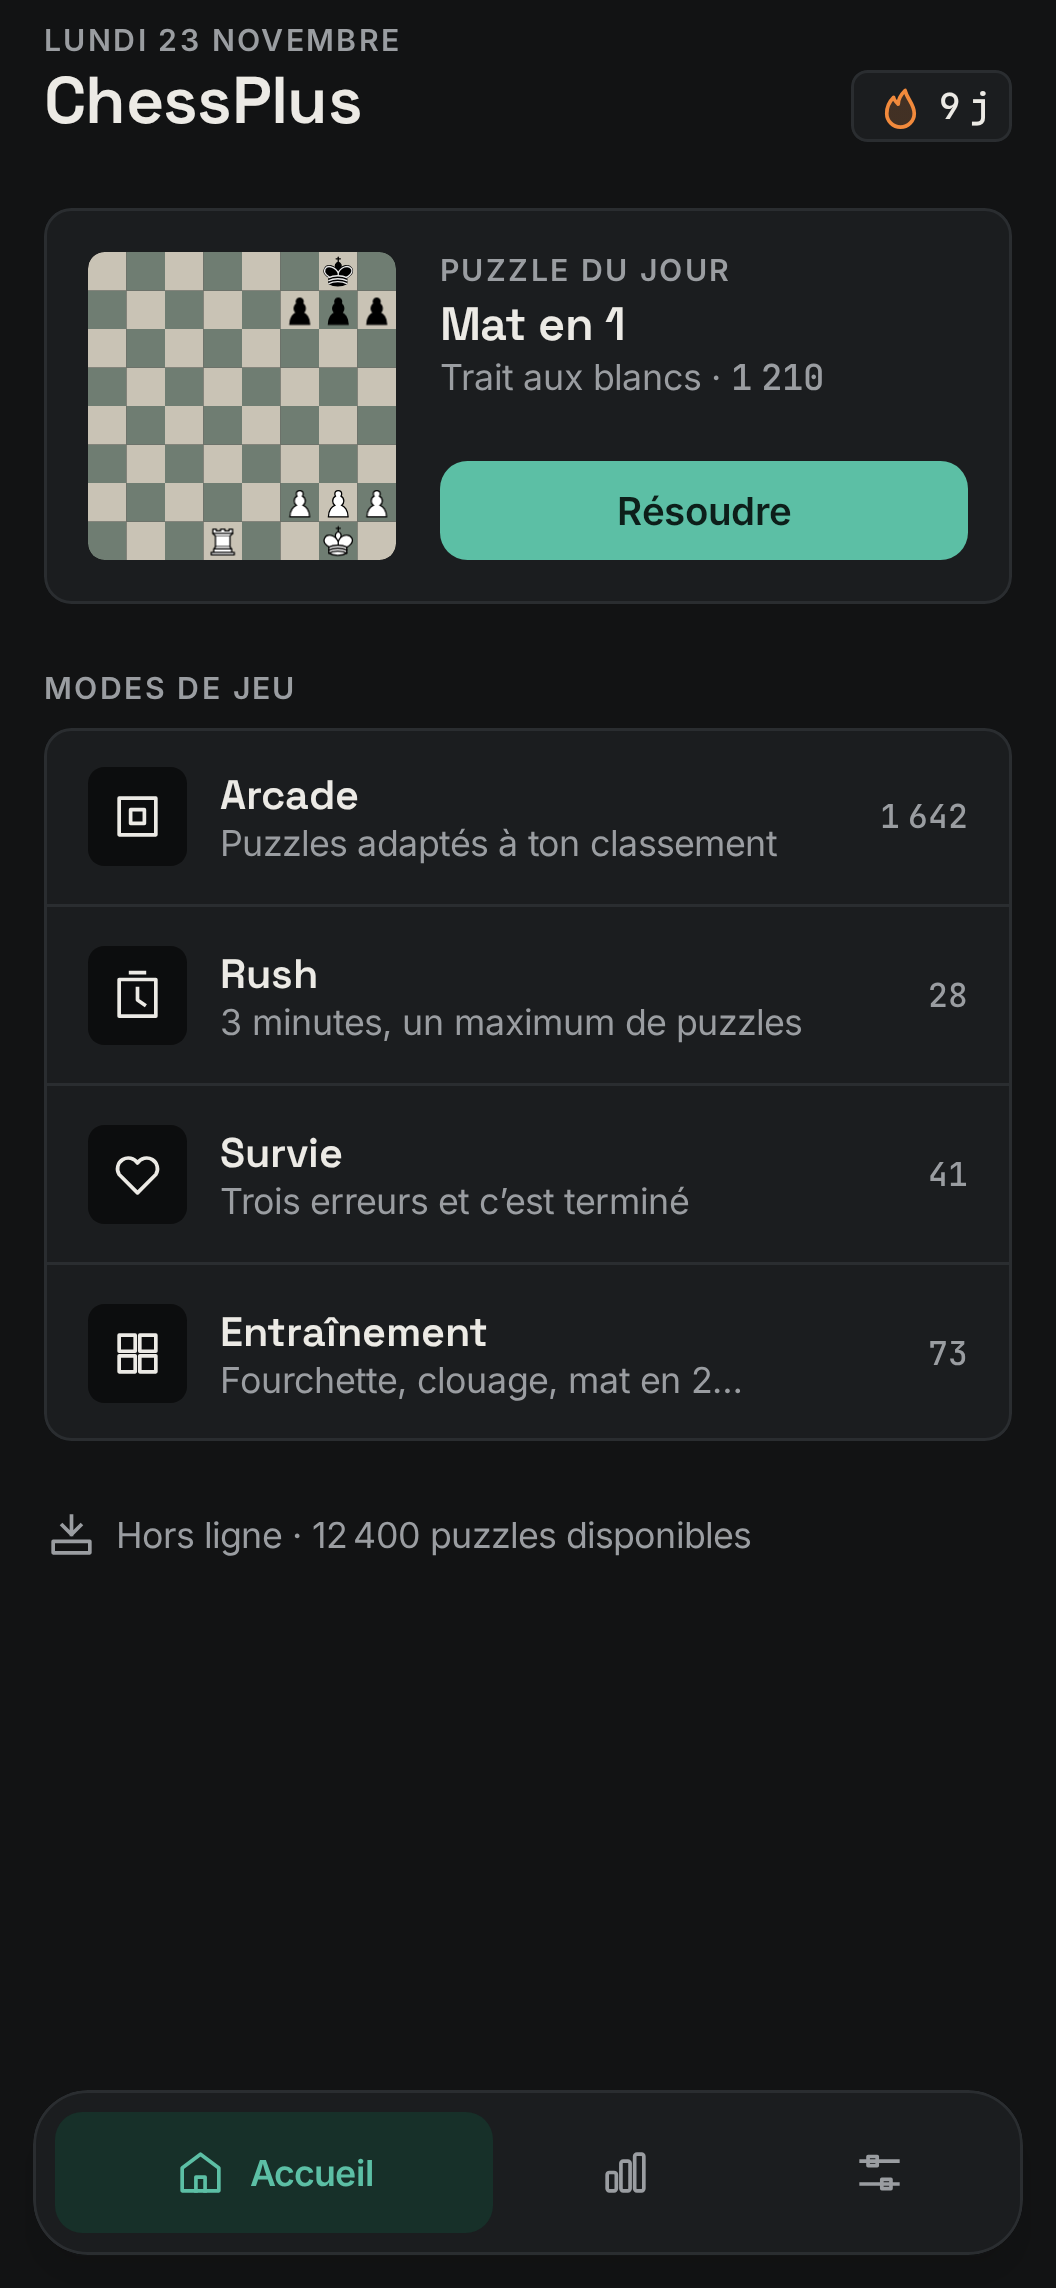 LUNDI 23 NOVEMBRE
ChessPlus
9 j
PUZZLE DU JOUR
Mat en 1
Trait aux blancs · 1 210
Résoudre
MODES DE JEU
Arcade
Puzzles adaptés à ton classement
1 642
Rush
3 minutes, un maximum de puzzles
28
Survie
Trois erreurs et c’est terminé
41
Entraînement
Fourchette, clouage, mat en 2…
73
Hors ligne · 12 400 puzzles disponibles
Accueil